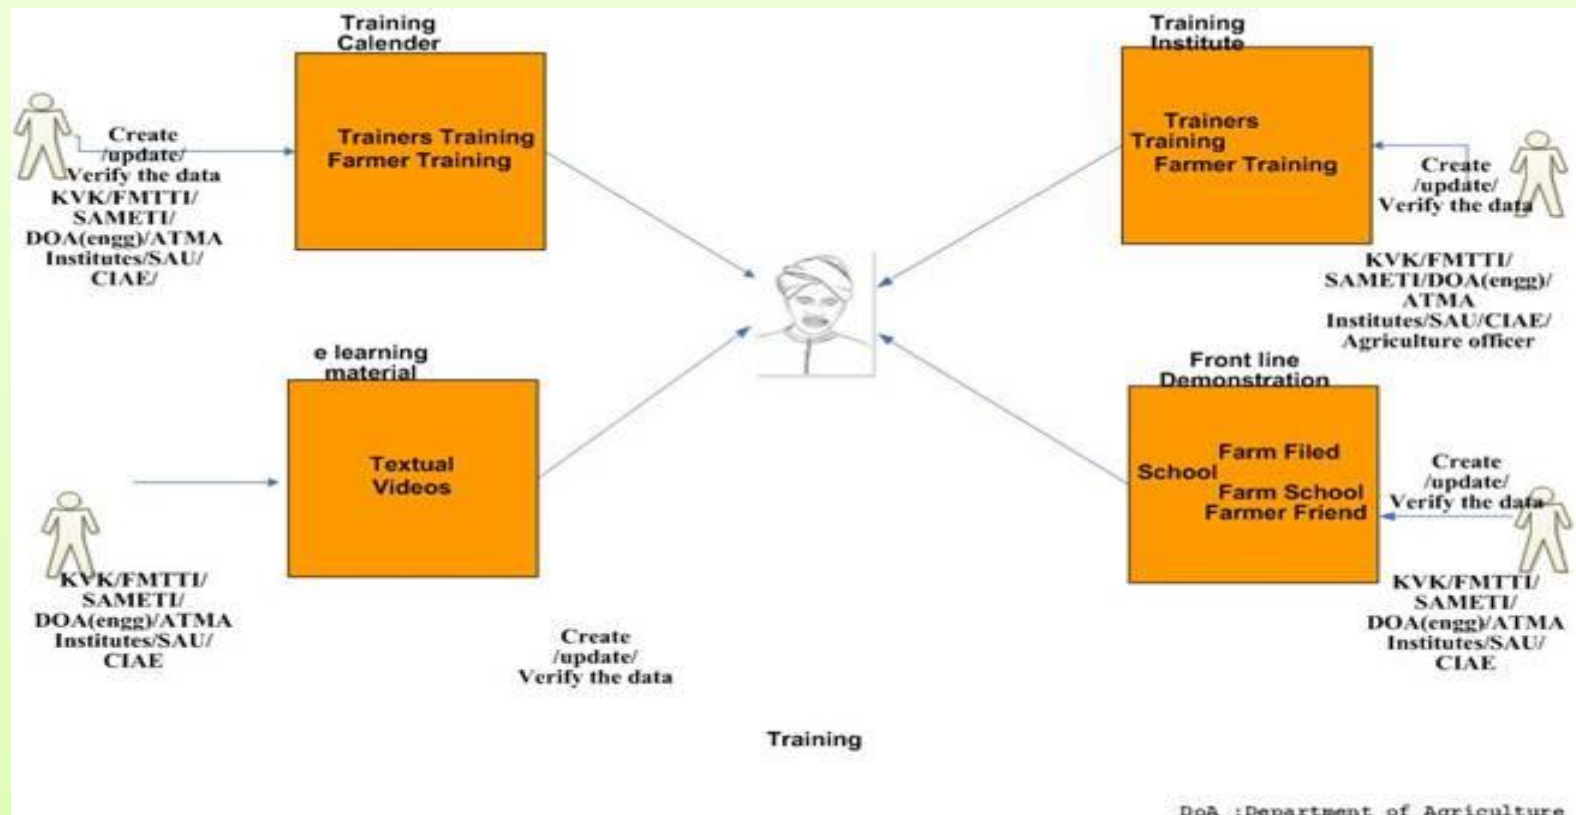 Training
Calender
Trainers Training
Farmer Training
Create
/update/
Verify the data
KVK/FMTTI/
SAMETI/
DOA(engg)/ATMA
Institutes/SAU/
CIAE/
Training
Institute
Trainers
Training
Farmer Training
Create
/update/
Verify the data
KVK/FMTTI/
SAMETI/DOA(engg)/
ATMA
Institutes/SAU/CIAE/
Agriculture officer
e learning
material
Textual
Videos
KVK/FMTTI/
SAMETI/
DOA(engg)/ATMA
Institutes/SAU/
CIAE
Create
/update/
Verify the data
Front line
Demonstration
Farm Filed
School
Farm School
Farmer Friend
Create
/update/
Verify the data
KVK/FMTTI/
SAMETI/
DOA(engg)/ATMA
Institutes/SAU/
CIAE
Training
DoA :Department of Agriculture